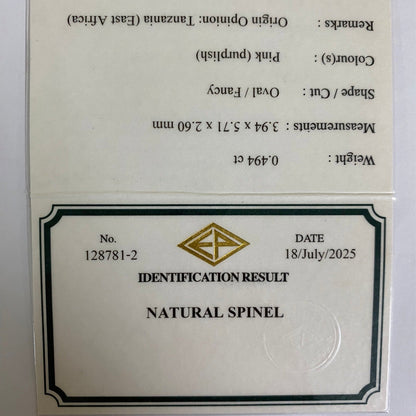 Weight : 0.494 ct
Measurements : 3.94 x 5.71 x 2.60 mm
Shape / Cut : Oval / Fancy
Colour(s): Pink (purplish)
Remarks : Origin Opinion: Tanzania (East Africa)
No. DATE
128781-2 18/July/2025
IDENTIFICATION RESULT
NATURAL SPINEL